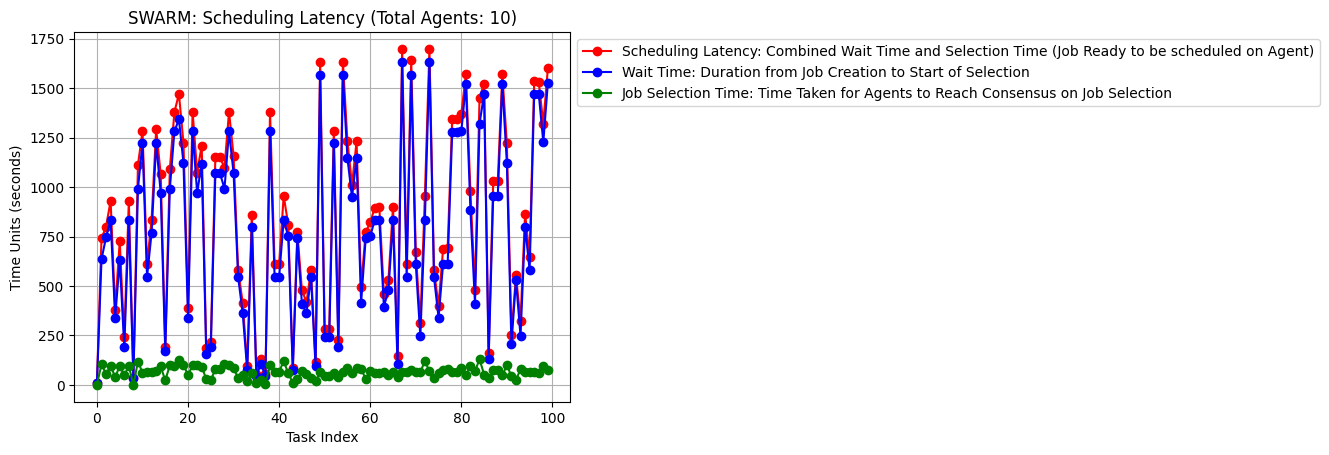 SWARM: Scheduling Latency (Total Agents: 10)
1750
1500
1250
1000
750
500
250
0
Time Units (seconds)
0 20 40 60 80 100
Task Index
Scheduling Latency: Combined Wait Time and Selection Time (Job Ready to be scheduled on Agent)
Wait Time: Duration from Job Creation to Start of Selection
Job Selection Time: Time Taken for Agents to Reach Consensus on Job Selection